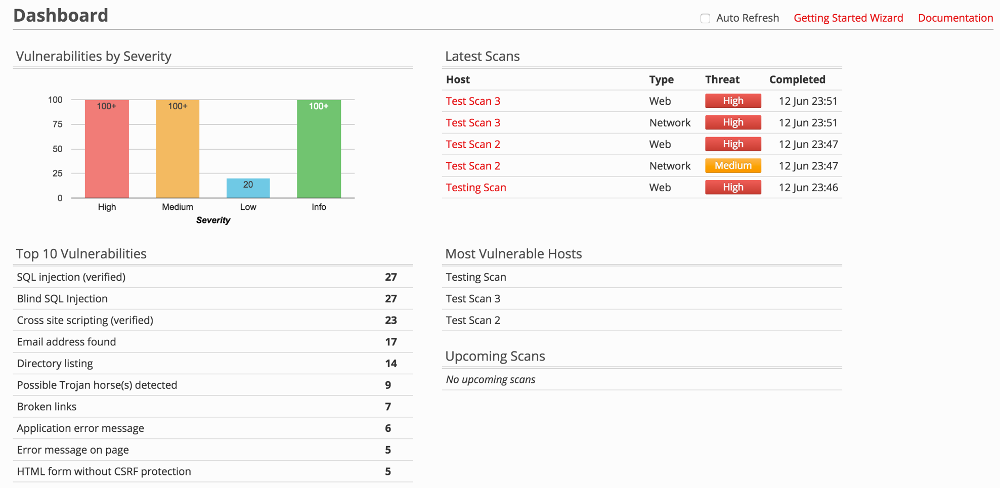 Dashboard
Auto Refresh Getting Started Wizard Documentation
Vulnerabilities by Severity
100
75
50
25
0
100+ 100+ 20 100+
High Medium Low Info
Severity
Latest Scans
Host Type Threat Completed
Test Scan 3 Web High 12 Jun 23:51
Test Scan 3 Network High 12 Jun 23:51
Test Scan 2 Web High 12 Jun 23:47
Test Scan 2 Network Medium 12 Jun 23:47
Testing Scan Web High 12 Jun 23:46
Top 10 Vulnerabilities
SQL injection (verified) 27
Blind SQL Injection 27
Cross site scripting (verified) 23
Email address found 17
Directory listing 14
Possible Trojan horse(s) detected 9
Broken links 7
Application error message 6
Error message on page 5
HTML form without CSRF protection 5
Most Vulnerable Hosts
Testing Scan
Test Scan 3
Test Scan 2
Upcoming Scans
No upcoming scans